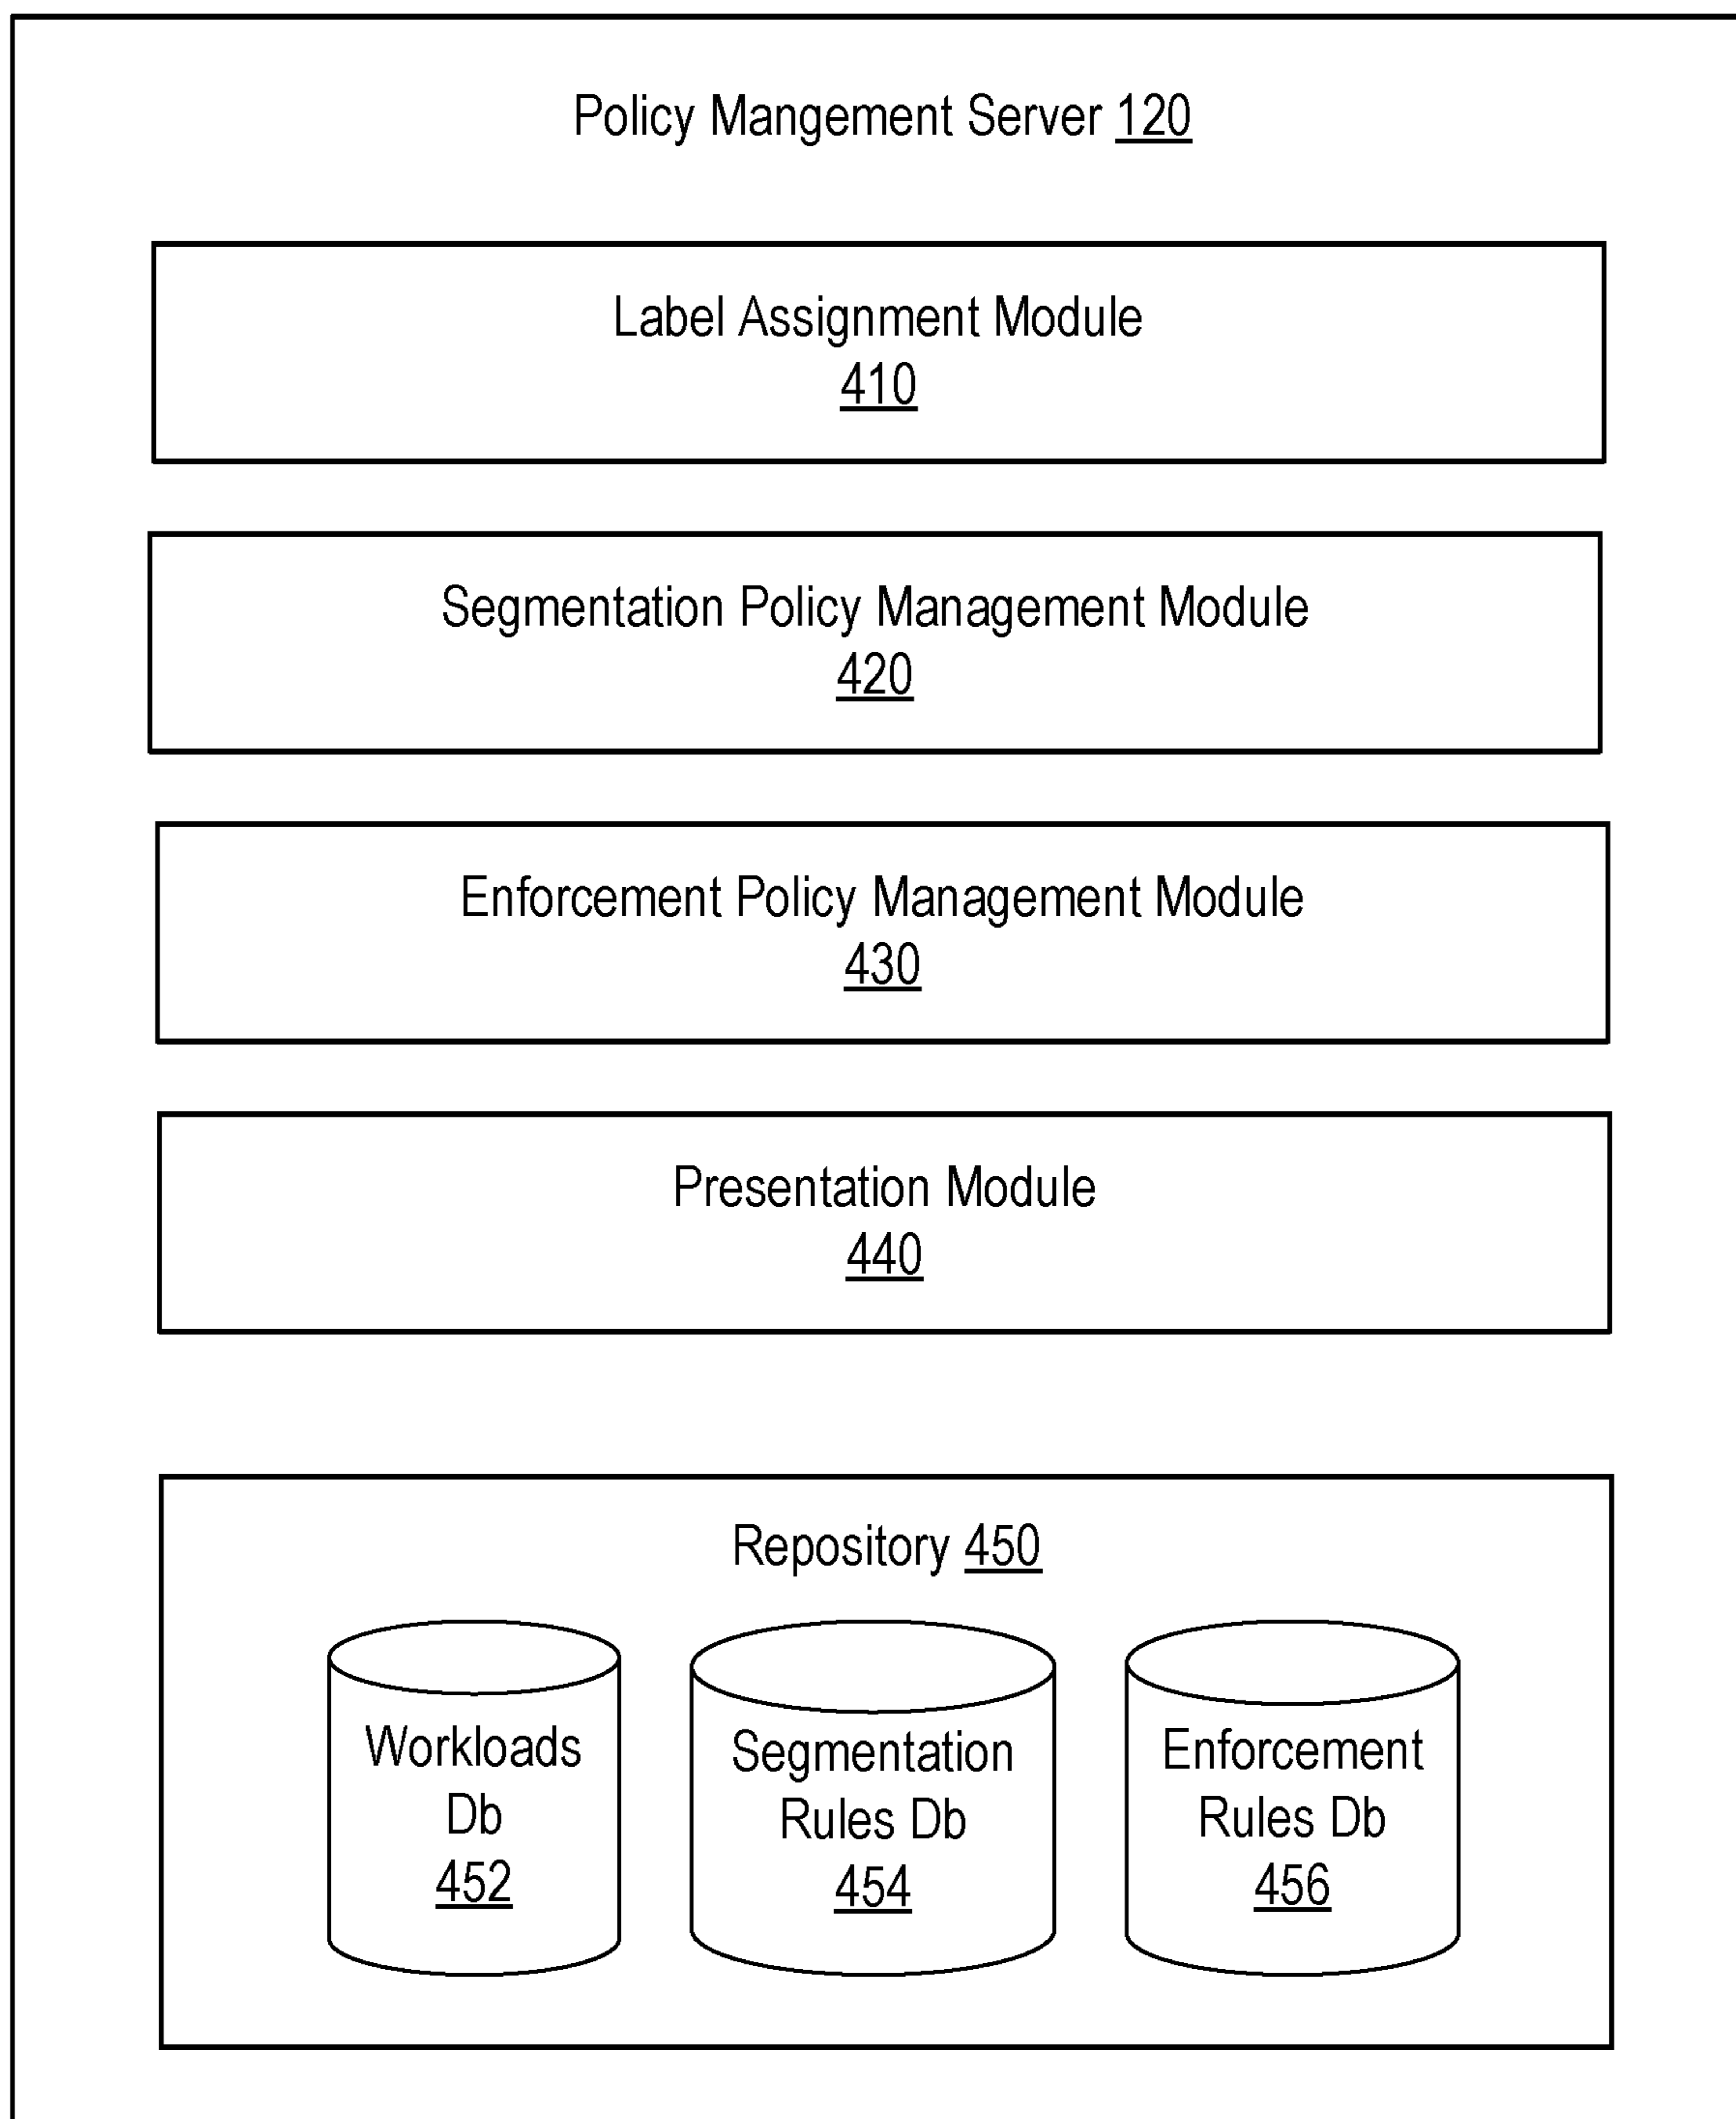 Policy Mangement Server 120
Label Assignment Module
410
Segmentation Policy Management Module
420
Enforcement Policy Management Module
430
Presentation Module
440
Repository 450
Workloads
Db
452
Segmentation
Rules Db
454
Enforcement
Rules Db
456